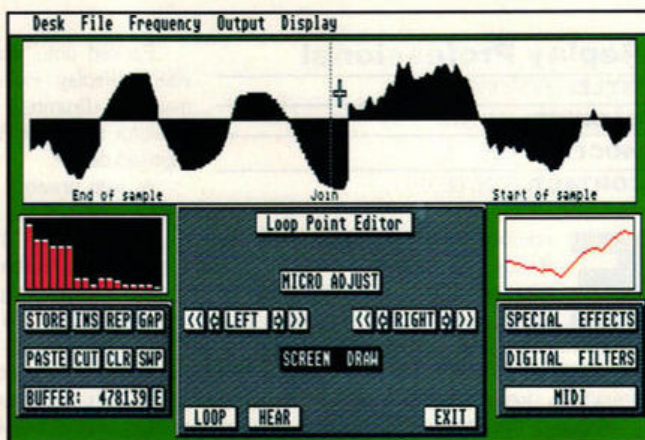 Desk File Frequency Output Display
End of sample Join Start of sample
Loop Point Editor
MICRO ADJUST
<< LEFT >> << RIGHT >>
SCREEN DRAW
LOOP HEAR EXIT
STORE INS REP GAP
PASTE CUT CLR SWP
BUFFER: 478139 E
SPECIAL EFFECTS
DIGITAL FILTERS
MIDI